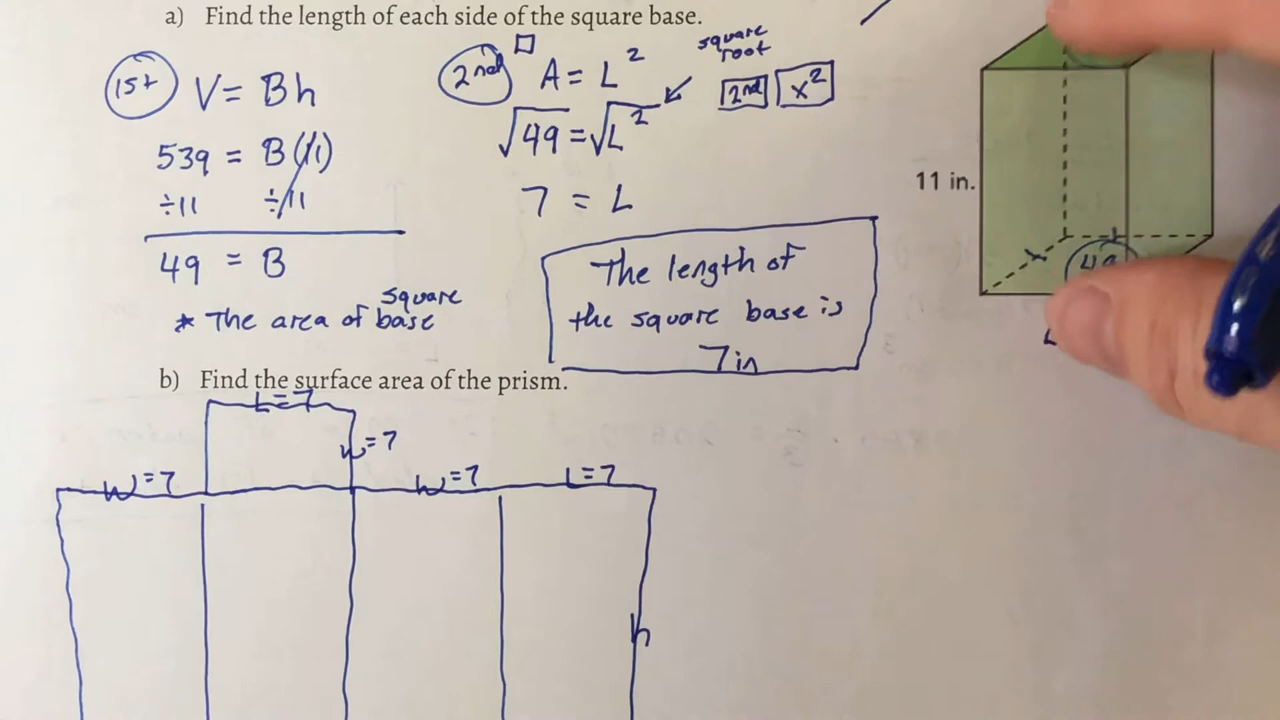 a) Find the length of each side of the square base.
1st V = Bh
539 = B(11)
÷11 ÷11
49 = B
* The area of square base
2nd □ A = L²
√49 = √L²
7 = L
square root
2nd x²
The length of
the square base is
7in
11 in.
49
b) Find the surface area of the prism.
L=7
W=7
W=7 W=7 L=7
h